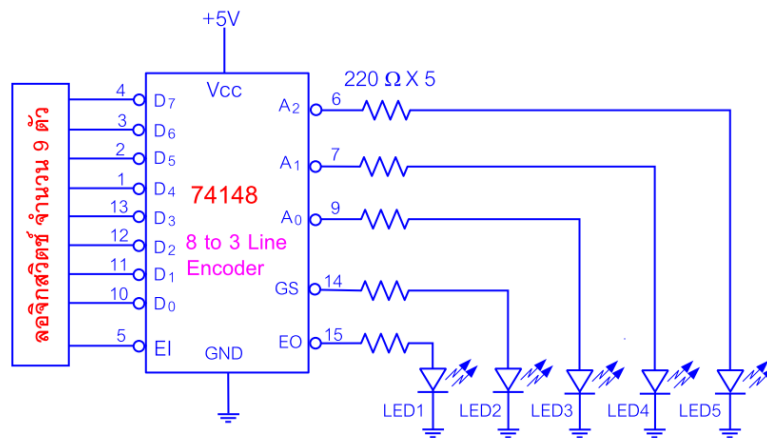 +5V
Vcc
220 Ω X 5
ลอจิกสวิตช์ จำนวน 9 ตัว
4 D7
3 D6
2 D5
1 D4
13 D3
12 D2
11 D1
10 D0
5 EI
74148
8 to 3 Line
Encoder
GND
A2 6
A1 7
A0 9
GS 14
EO 15
LED1
LED2
LED3
LED4
LED5